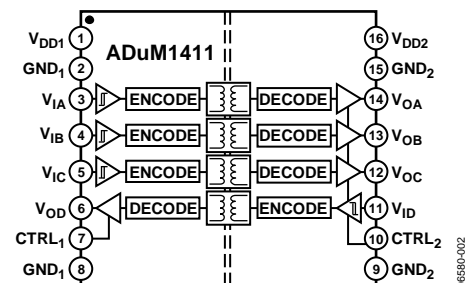 ADuM1411
VDD1 1
16 VDD2
GND1 2
15 GND2
VIA 3 ENCODE DECODE 14 VOA
VIB 4 ENCODE DECODE 13 VOB
VIC 5 ENCODE DECODE 12 VOC
VOD 6 DECODE ENCODE 11 VID
CTRL1 7
10 CTRL2
GND1 8
9 GND2
06580-002